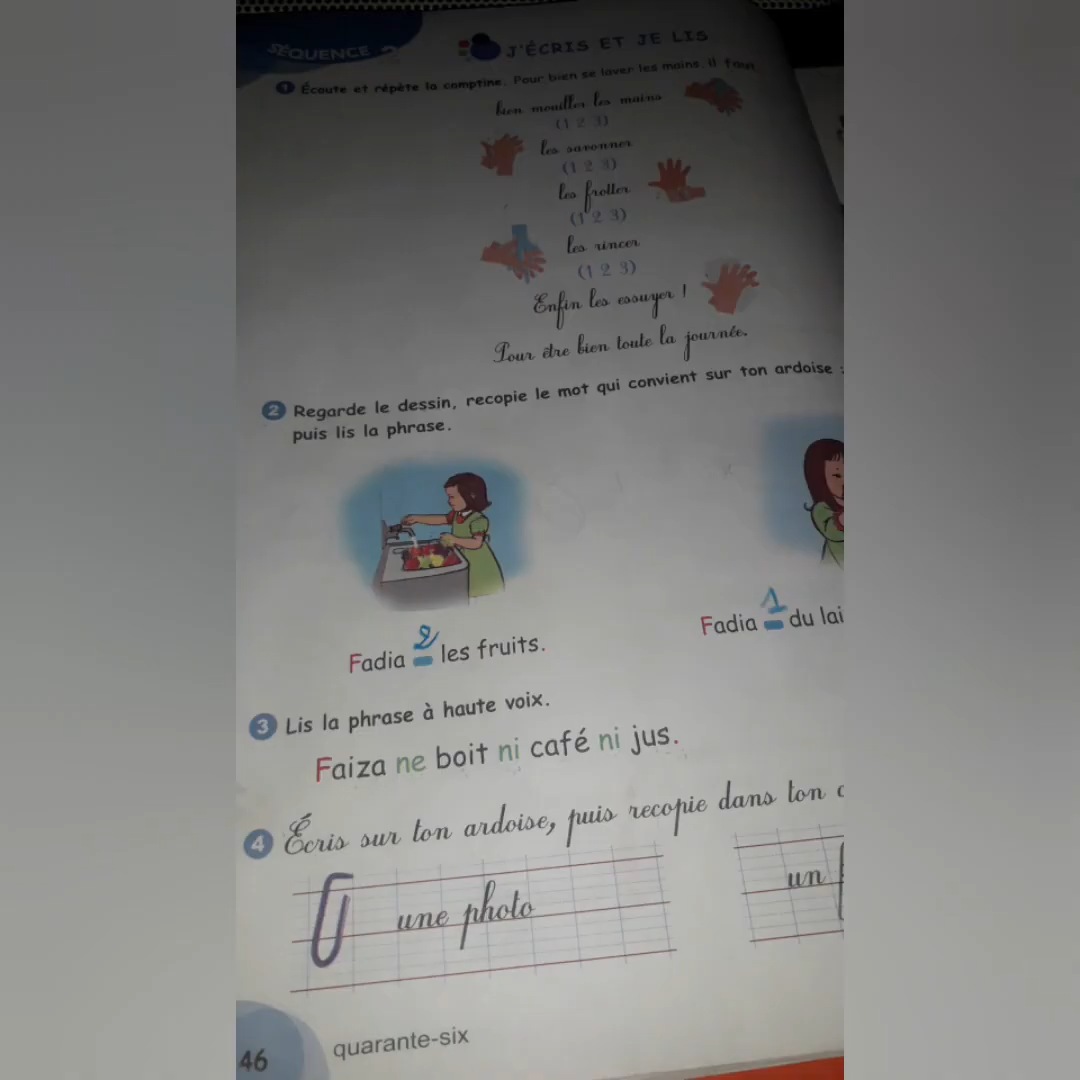 SÉQUENCE
J'ÉCRIS ET JE LIS
1 Écoute et répète la comptine. Pour bien se laver les mains. Il faut
bien mouiller les mains
(1 2 3)
les savonner
(1 2 3)
les frotter
(1 2 3)
les rincer
(1 2 3)
Enfin les essuyer !
Pour être bien toute la journée.
2 Regarde le dessin, recopie le mot qui convient sur ton ardoise :
puis lis la phrase.
Fadia 2 les fruits.
Fadia 1 du lai
3 Lis la phrase à haute voix.
Faiza ne boit ni café ni jus.
4 Écris sur ton ardoise, puis recopie dans ton c
une photo
un
46
quarante-six